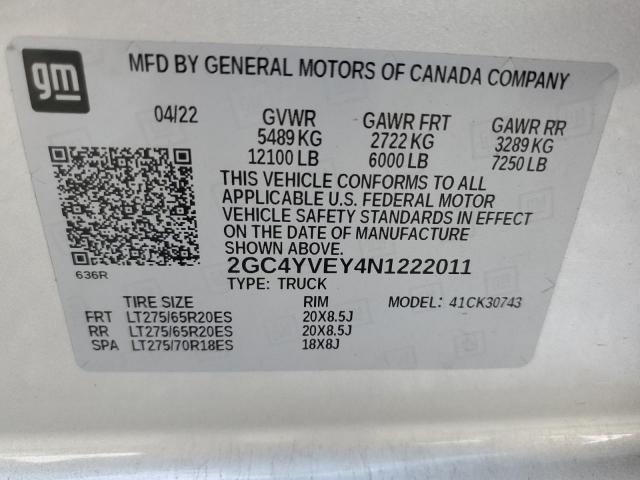 gm
MFD BY GENERAL MOTORS OF CANADA COMPANY
04/22 GVWR GAWR FRT GAWR RR
5489 KG 2722 KG 3289 KG
12100 LB 6000 LB 7250 LB
THIS VEHICLE CONFORMS TO ALL
APPLICABLE U.S. FEDERAL MOTOR
VEHICLE SAFETY STANDARDS IN EFFECT
ON THE DATE OF MANUFACTURE
SHOWN ABOVE.
636R
2GC4YVEY4N1222011
TYPE: TRUCK
TIRE SIZE RIM MODEL: 41CK30743
FRT LT275/65R20ES 20X8.5J
RR LT275/65R20ES 20X8.5J
SPA LT275/70R18ES 18X8J